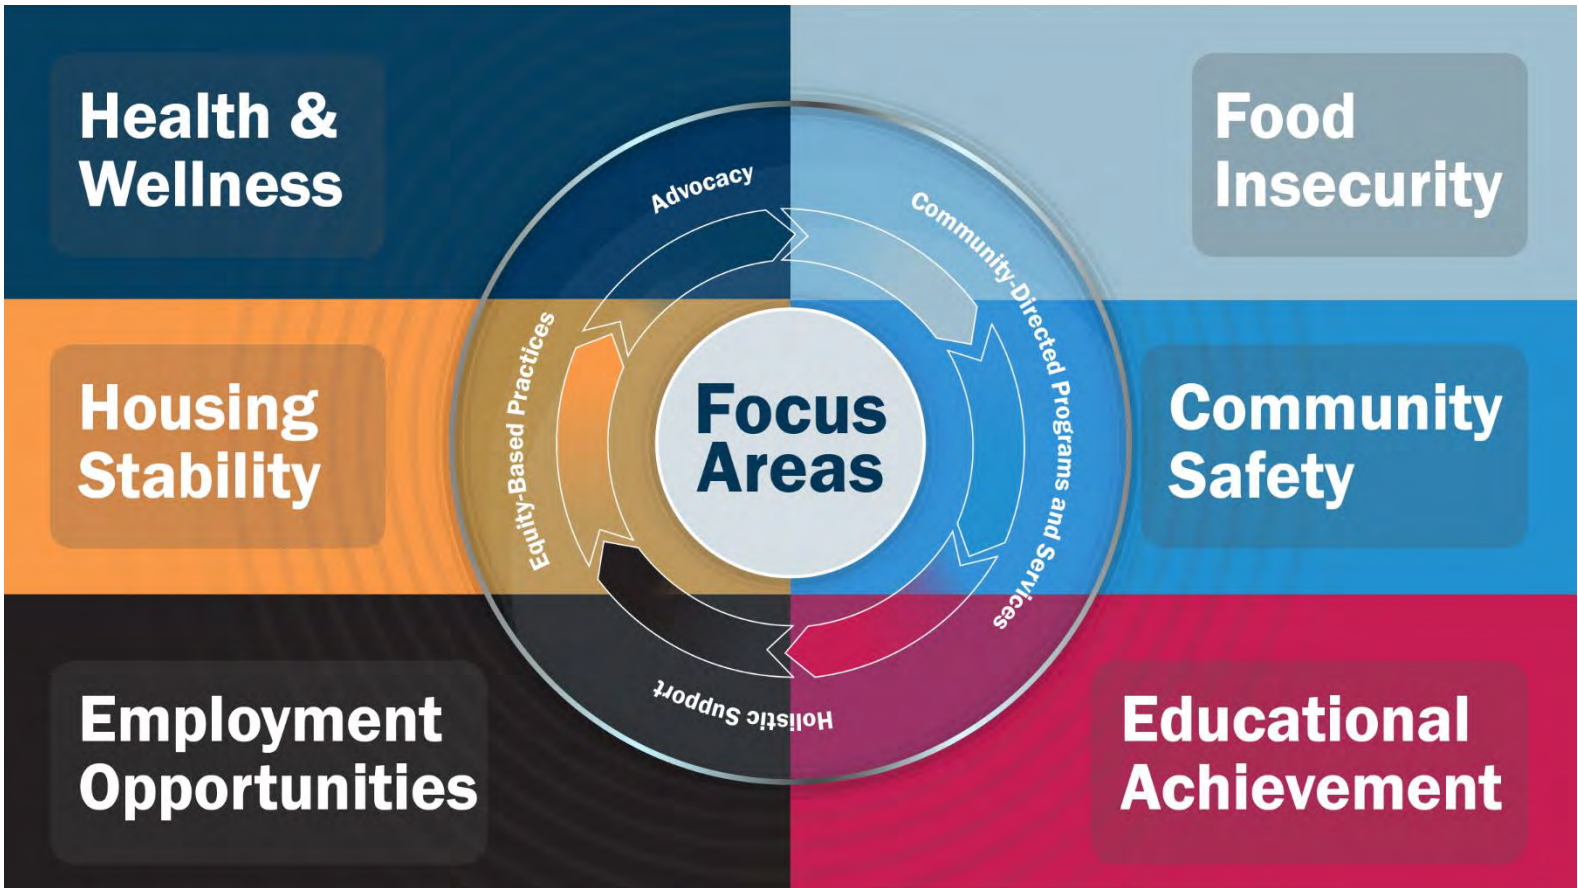 Health &
Wellness
Food
Insecurity
Advocacy
Community-Directed Programs and Services
Housing
Stability
Equity-Based Practices
Focus
Areas
Community
Safety
Holistic Support
Employment
Opportunities
Educational
Achievement